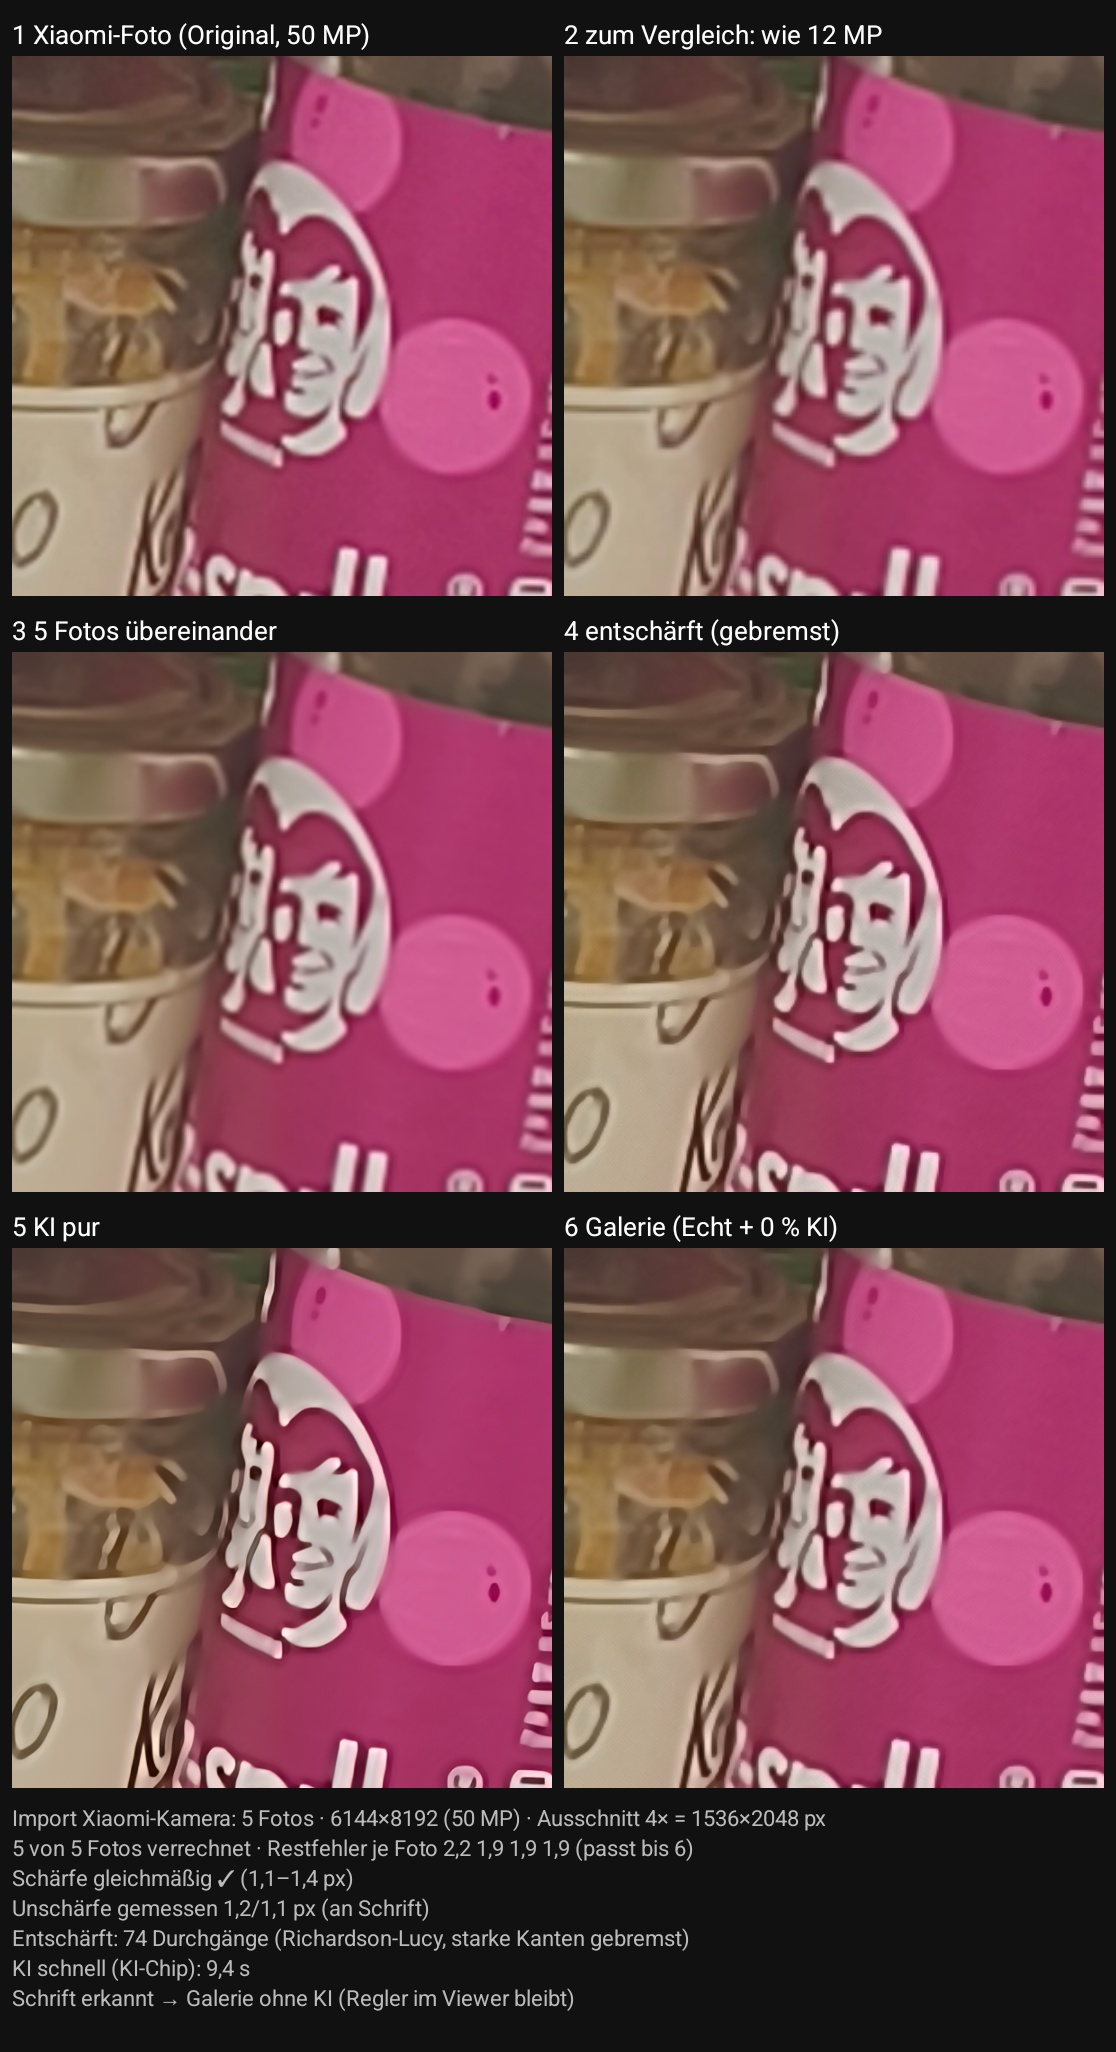 1 Xiaomi-Foto (Original, 50 MP)
2 zum Vergleich: wie 12 MP
3 5 Fotos übereinander
4 entschärft (gebremst)
5 KI pur
6 Galerie (Echt + 0 % KI)
Import Xiaomi-Kamera: 5 Fotos · 6144×8192 (50 MP) · Ausschnitt 4× = 1536×2048 px
5 von 5 Fotos verrechnet · Restfehler je Foto 2,2 1,9 1,9 1,9 (passt bis 6)
Schärfe gleichmäßig ✓ (1,1–1,4 px)
Unschärfe gemessen 1,2/1,1 px (an Schrift)
Entschärft: 74 Durchgänge (Richardson-Lucy, starke Kanten gebremst)
KI schnell (KI-Chip): 9,4 s
Schrift erkannt → Galerie ohne KI (Regler im Viewer bleibt)